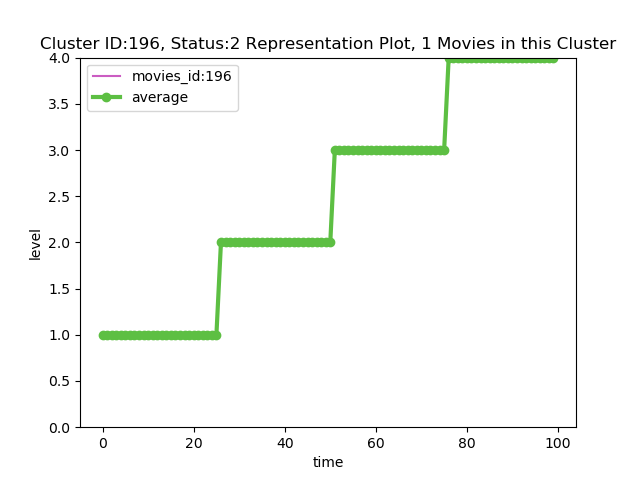 Cluster ID:196, Status:2 Representation Plot, 1 Movies in this Cluster
movies_id:196
average
level
4.0
3.5
3.0
2.5
2.0
1.5
1.0
0.5
0.0
0 20 40 60 80 100
time